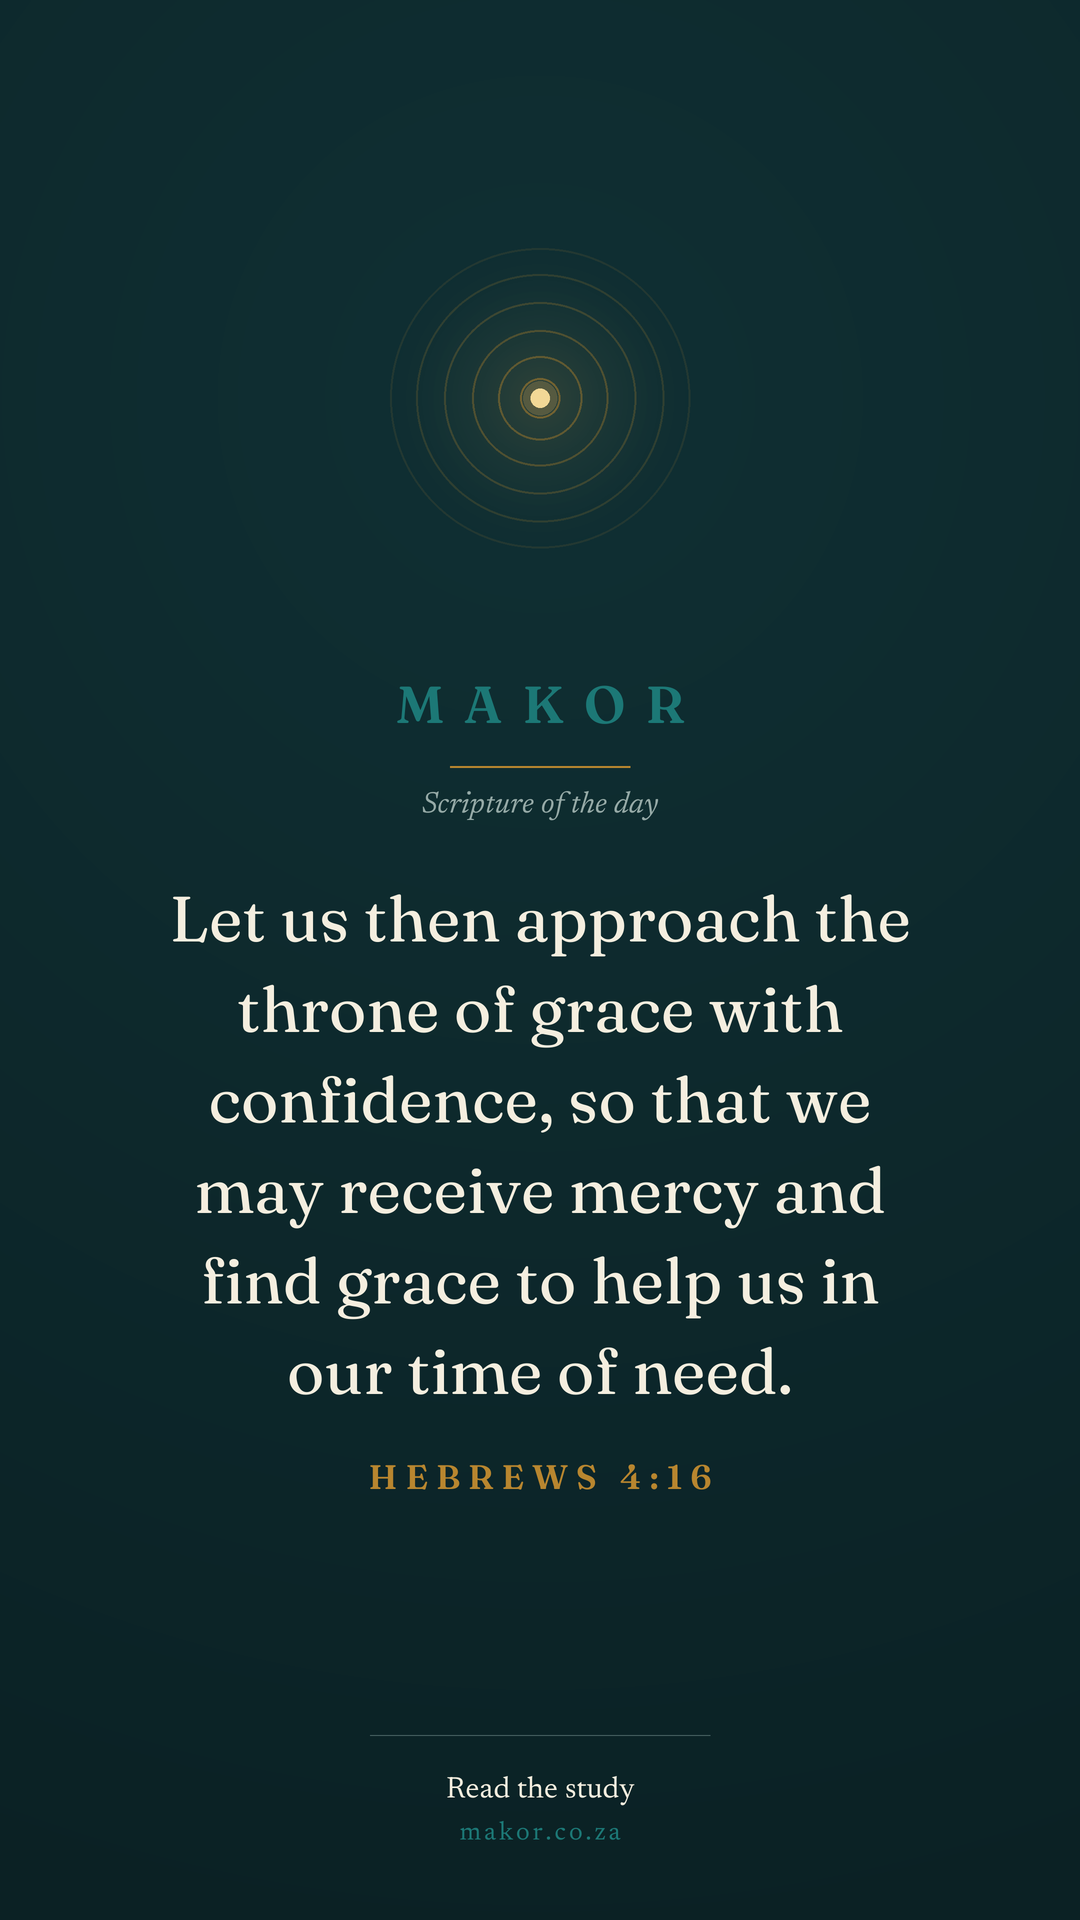 MAKOR
Scripture of the day
Let us then approach the
throne of grace with
confidence, so that we
may receive mercy and
find grace to help us in
our time of need.
HEBREWS 4:16
Read the study
makor.co.za